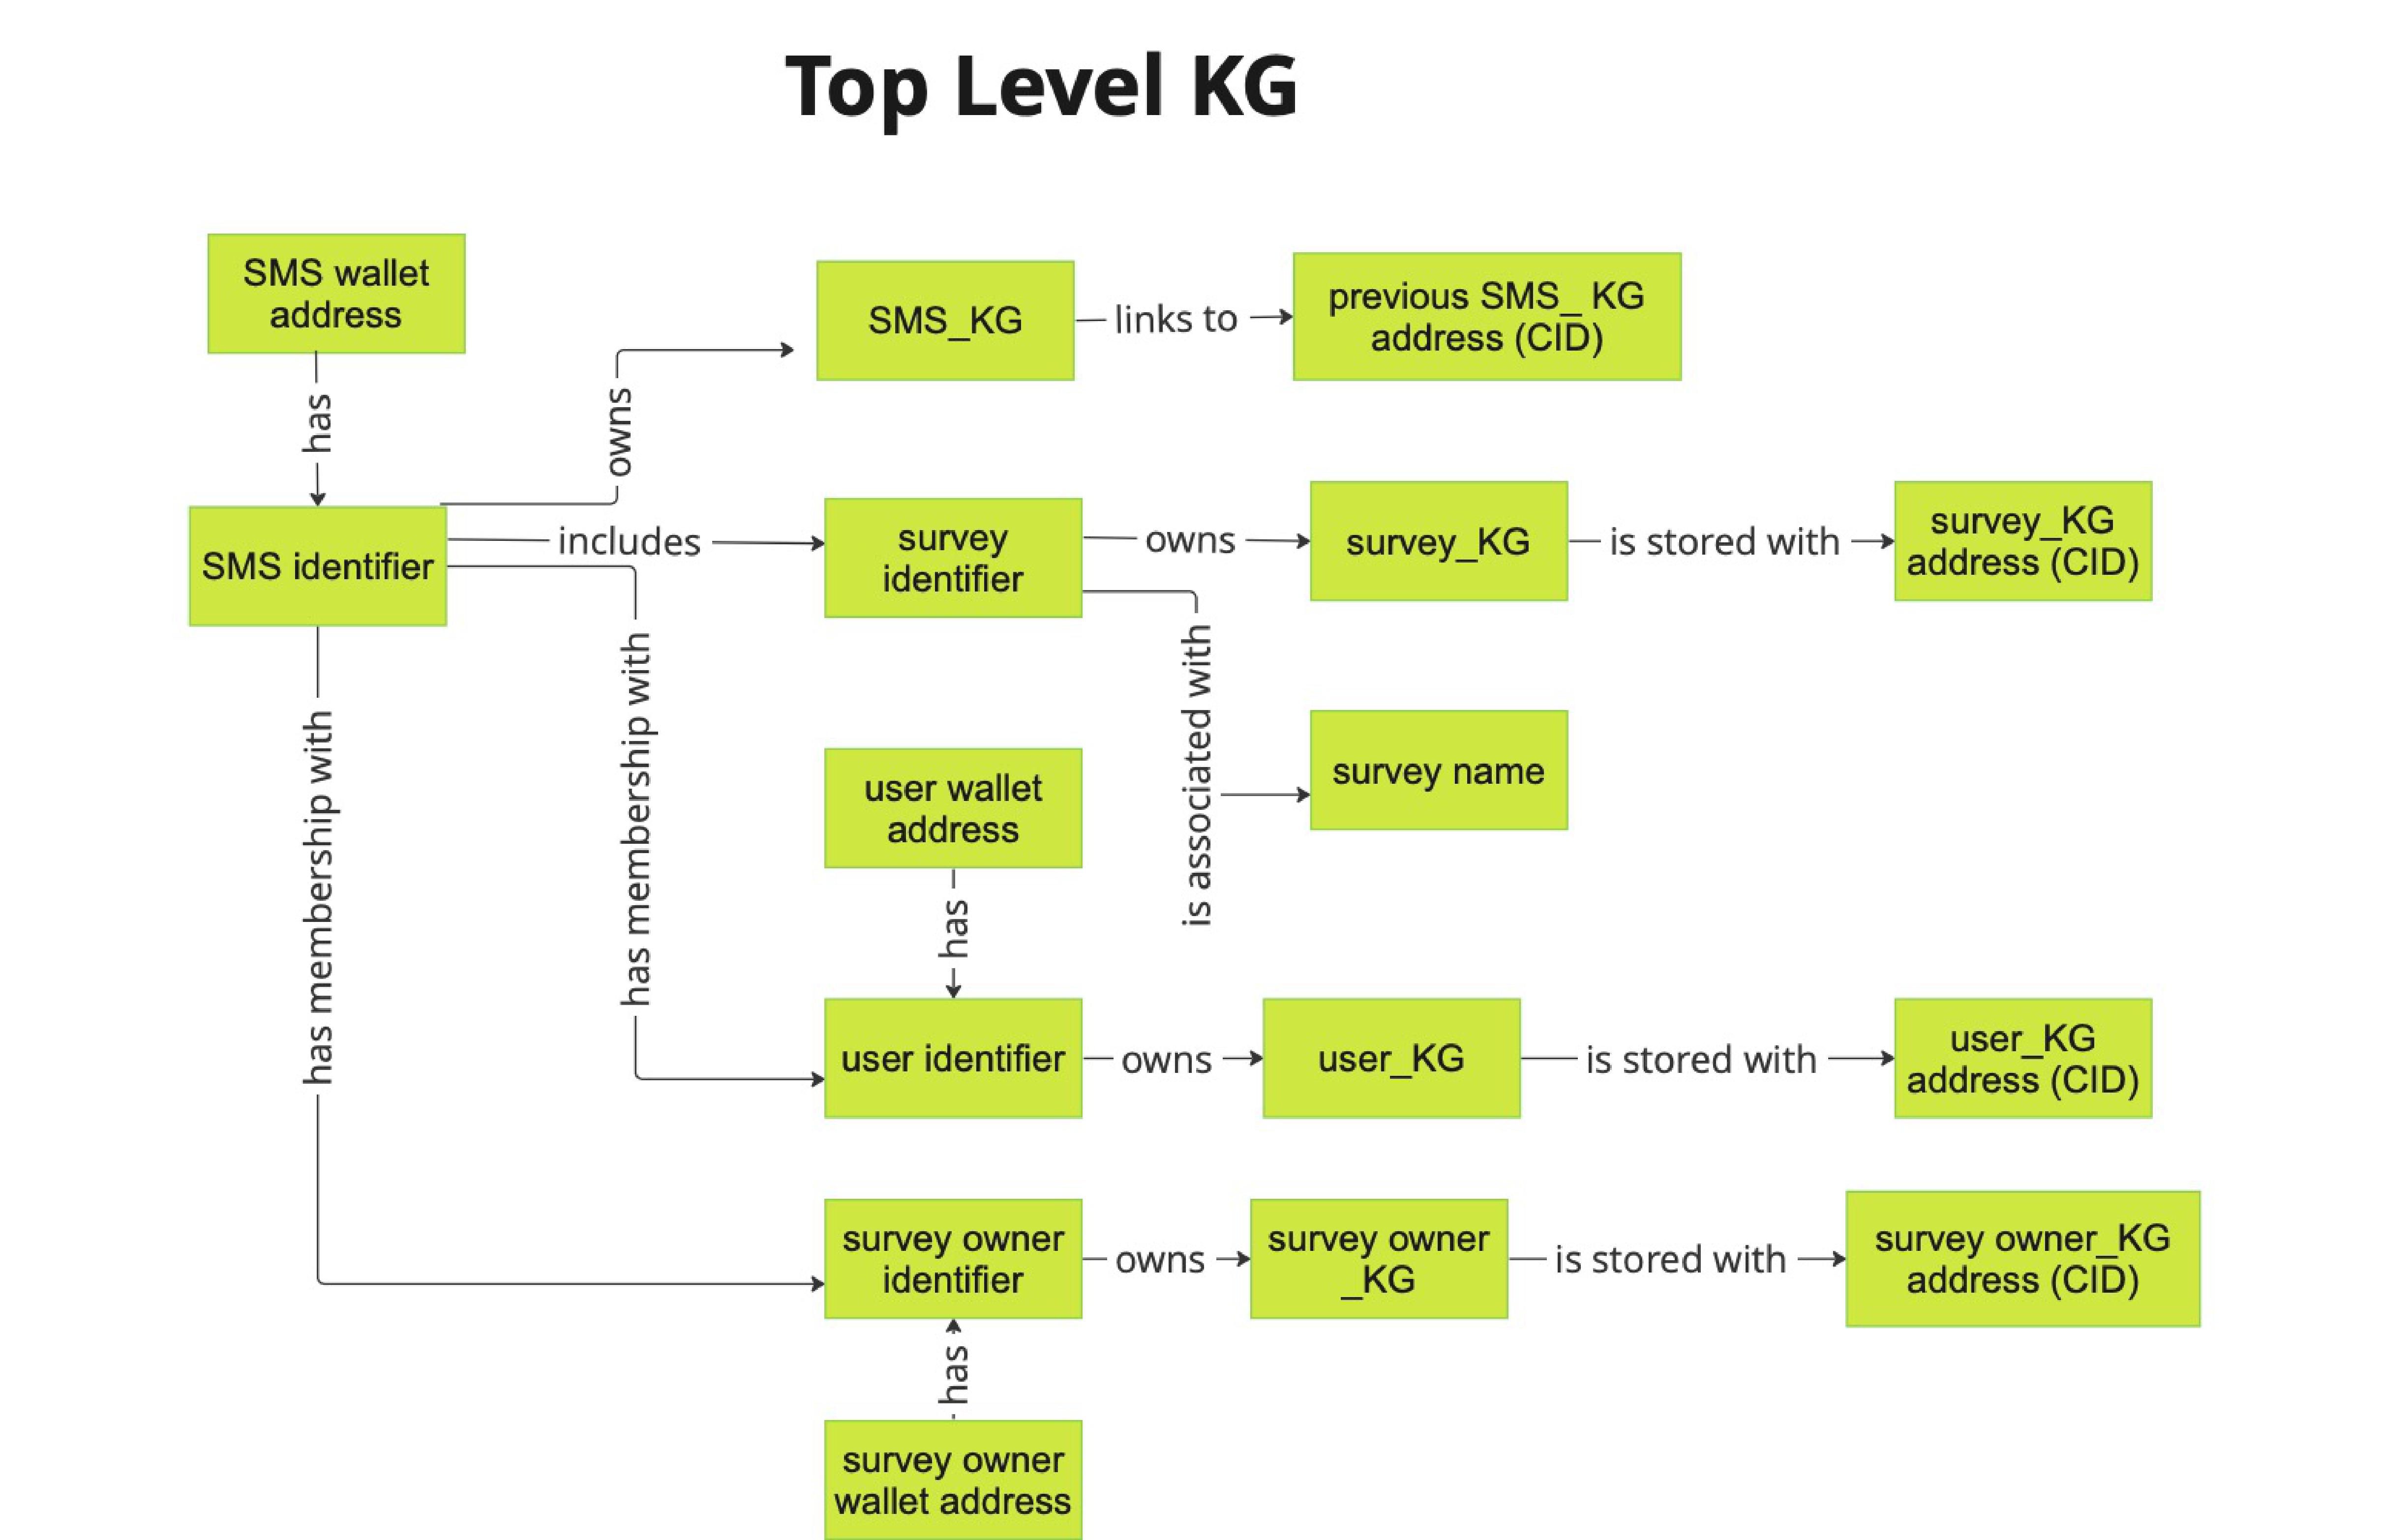 Top Level KG
SMS wallet
address
has
SMS identifier
owns
SMS_KG
links to
previous SMS_ KG
address (CID)
includes
survey
identifier
owns
survey_KG
is stored with
survey_KG
address (CID)
is associated with
survey name
has membership with
has membership with
user wallet
address
has
user identifier
owns
user_KG
is stored with
user_KG
address (CID)
survey owner
identifier
owns
survey owner
_KG
is stored with
survey owner_KG
address (CID)
has
survey owner
wallet address